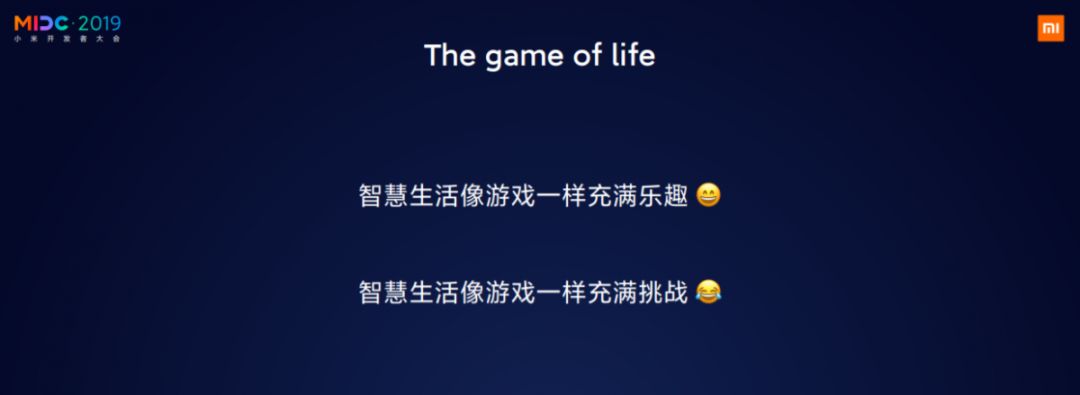 MIDC·2019
小米开发者大会
mi
The game of life
智慧生活像游戏一样充满乐趣 😄
智慧生活像游戏一样充满挑战 😂